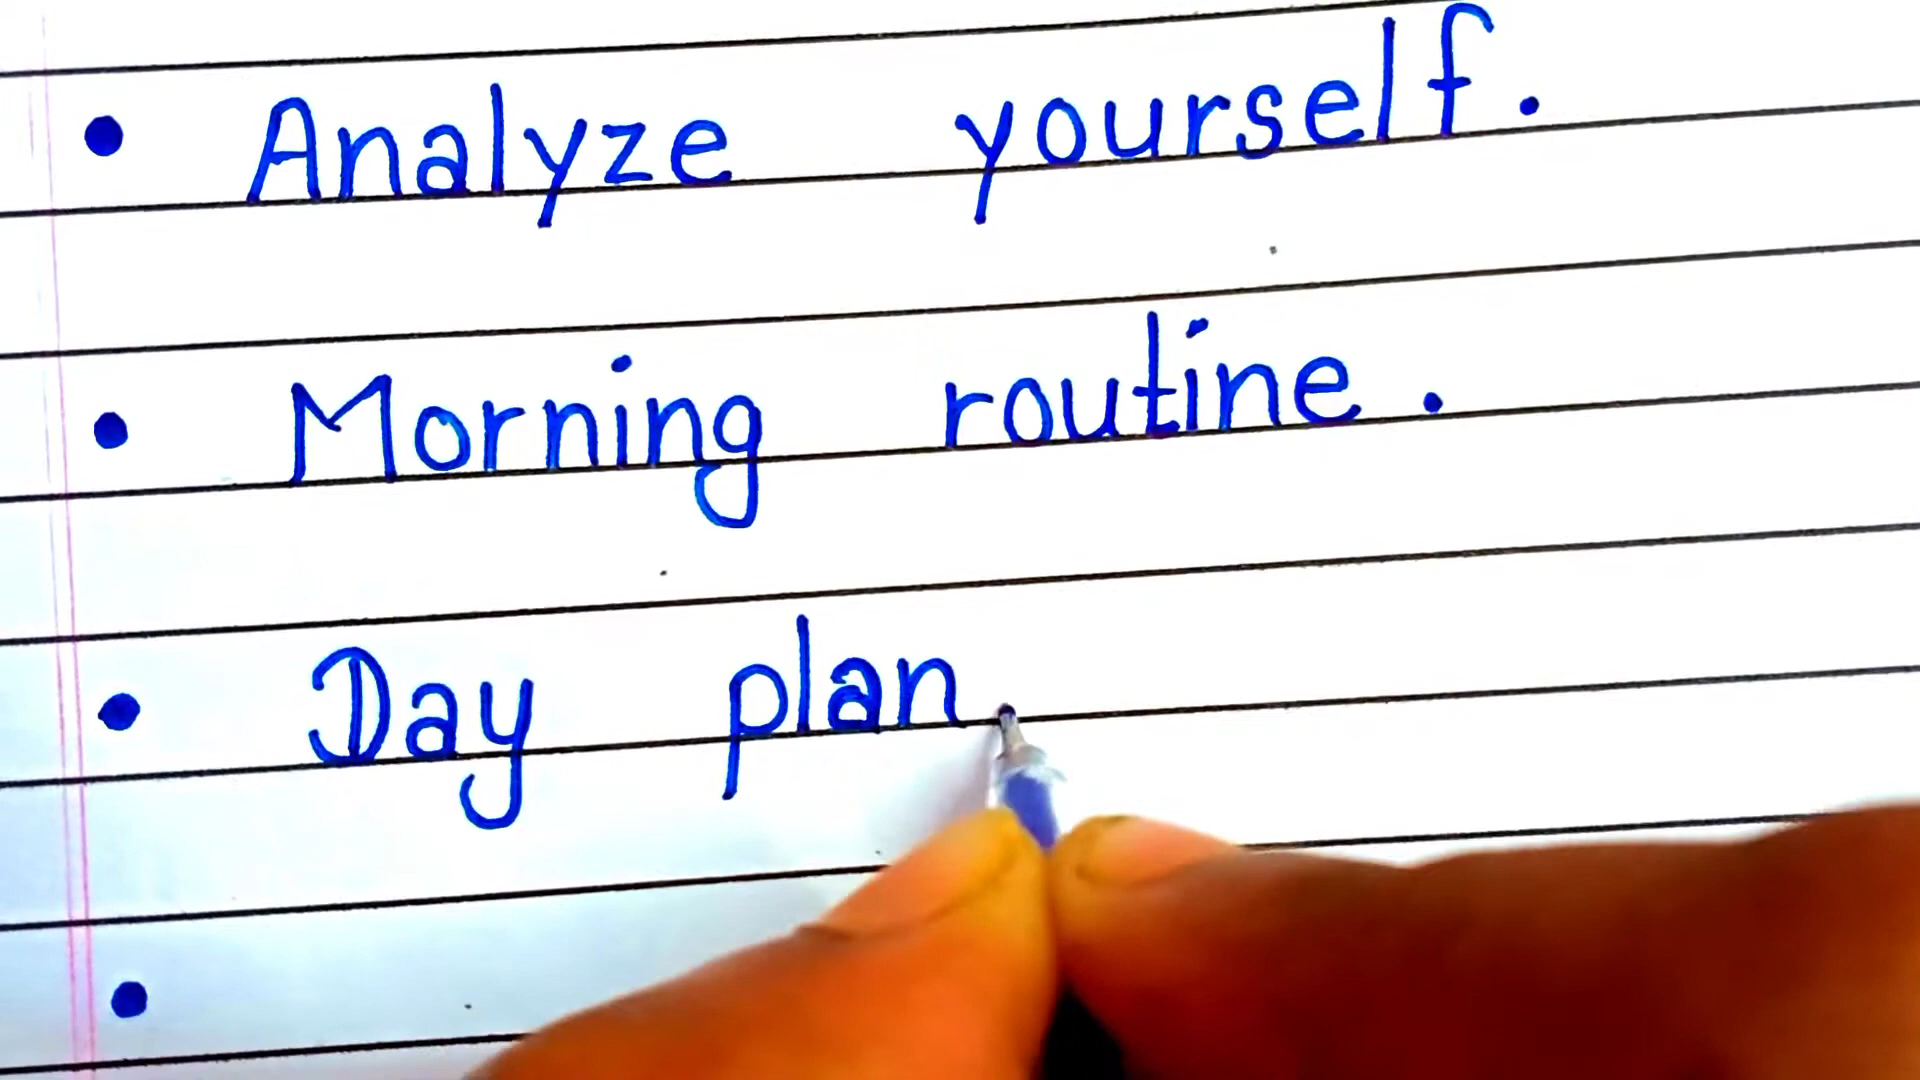 • Analyze yourself.
• Morning routine.
• Day plan.
•